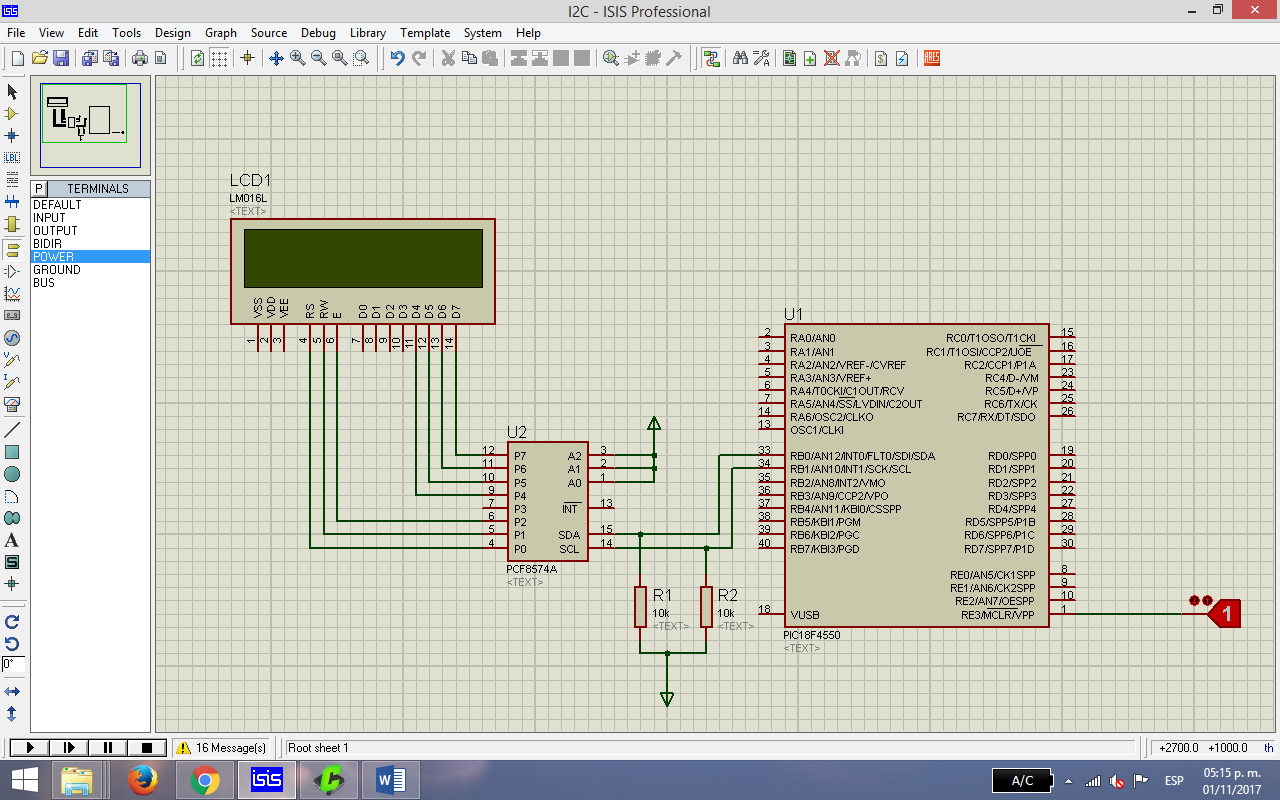 I2C - ISIS Professional
File View Edit Tools Design Graph Source Debug Library Template System Help
P TERMINALS
DEFAULT
INPUT
OUTPUT
BIDIR
POWER
GROUND
BUS
LBL
A
S
0°
LCD1
LM016L
<TEXT>
VSS VDD VEE RS RW E D0 D1 D2 D3 D4 D5 D6 D7
1 2 3 4 5 6 7 8 9 10 11 12 13 14
U2
12 P7 A2 3
11 P6 A1 2
10 P5 A0 1
9 P4
7 P3 INT 13
6 P2
5 P1 SDA 15
4 P0 SCL 14
PCF8574A
<TEXT>
R1
10k
<TEXT>
R2
10k
<TEXT>
U1
2 RA0/AN0 RC0/T1OSO/T1CKI 15
3 RA1/AN1 RC1/T1OSI/CCP2/UOE 16
4 RA2/AN2/VREF-/CVREF RC2/CCP1/P1A 17
5 RA3/AN3/VREF+ RC4/D-/VM 23
6 RA4/T0CKI/C1OUT/RCV RC5/D+/VP 24
7 RA5/AN4/SS/LVDIN/C2OUT RC6/TX/CK 25
14 RA6/OSC2/CLKO RC7/RX/DT/SDO 26
13 OSC1/CLKI
33 RB0/AN12/INT0/FLT0/SDI/SDA RD0/SPP0 19
34 RB1/AN10/INT1/SCK/SCL RD1/SPP1 20
35 RB2/AN8/INT2/VMO RD2/SPP2 21
36 RB3/AN9/CCP2/VPO RD3/SPP3 22
37 RB4/AN11/KBI0/CSSPP RD4/SPP4 27
38 RB5/KBI1/PGM RD5/SPP5/P1B 28
39 RB6/KBI2/PGC RD6/SPP6/P1C 29
40 RB7/KBI3/PGD RD7/SPP7/P1D 30
RE0/AN5/CK1SPP 8
RE1/AN6/CK2SPP 9
RE2/AN7/OESPP 10
18 VUSB RE3/MCLR/VPP 1
PIC18F4550
<TEXT>
1
16 Message(s) Root sheet 1 +2700.0 +1000.0 th
isis
A/C ESP 05:15 p. m.
01/11/2017